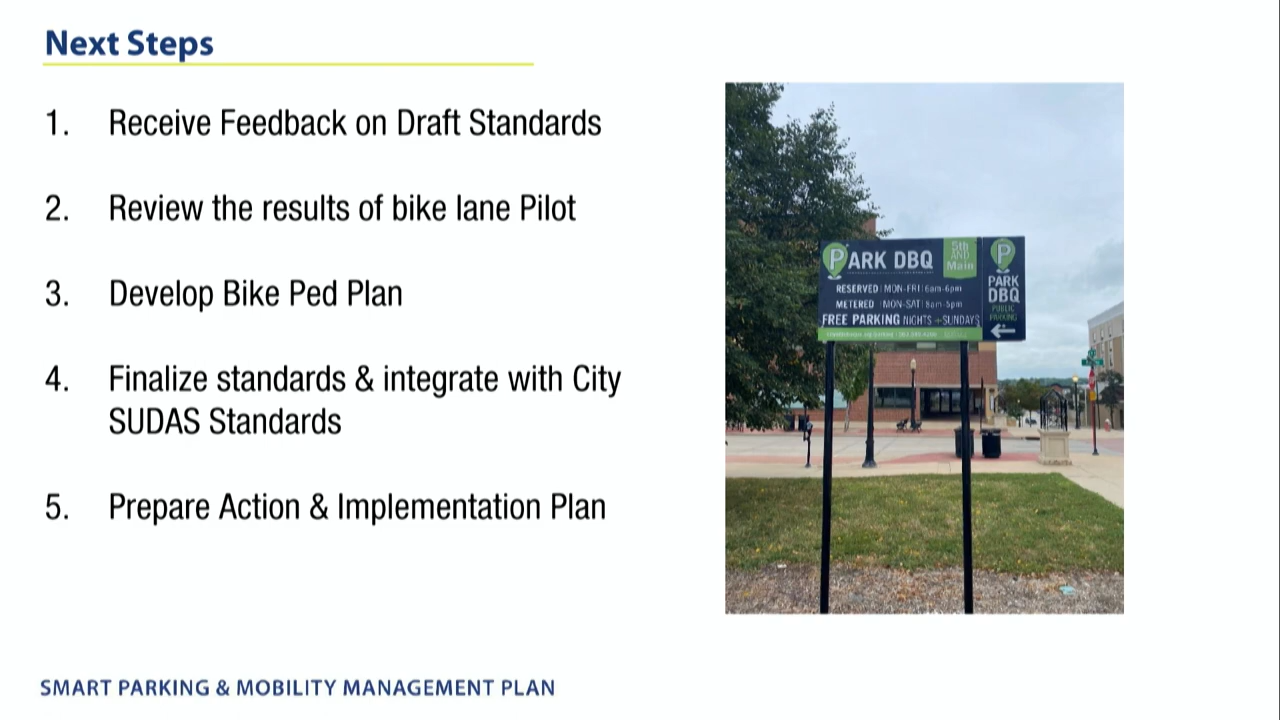 Next Steps
1. Receive Feedback on Draft Standards
2. Review the results of bike lane Pilot
3. Develop Bike Ped Plan
4. Finalize standards & integrate with City
SUDAS Standards
5. Prepare Action & Implementation Plan
PARK DBQ
5th
AND
Main
RESERVED MON-FRI 6am-6pm
METERED MON-SAT 8am-5pm
FREE PARKING NIGHTS + SUNDAYS
P
PARK
DBQ
PUBLIC
PARKING
SMART PARKING & MOBILITY MANAGEMENT PLAN